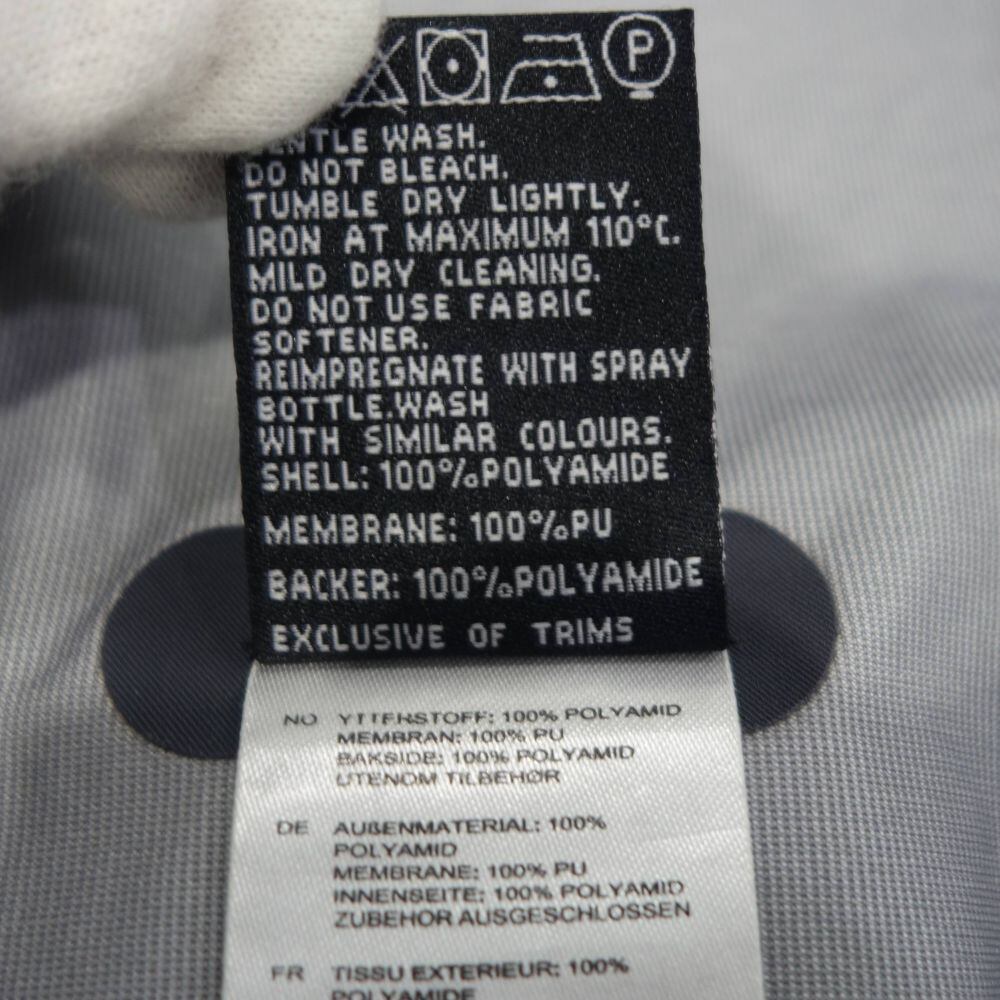 P
GENTLE WASH.
DO NOT BLEACH.
TUMBLE DRY LIGHTLY.
IRON AT MAXIMUM 110°C.
MILD DRY CLEANING.
DO NOT USE FABRIC
SOFTENER.
REIMPREGNATE WITH SPRAY
BOTTLE.WASH
WITH SIMILAR COLOURS.
SHELL: 100%POLYAMIDE
MEMBRANE: 100%PU
BACKER: 100%POLYAMIDE
EXCLUSIVE OF TRIMS
NO YTTERSTOFF: 100% POLYAMID
MEMBRAN: 100% PU
BAKSIDE: 100% POLYAMID
UTENOM TILBEHØR
DE AUßENMATERIAL: 100%
POLYAMID
MEMBRANE: 100% PU
INNENSEITE: 100% POLYAMID
ZUBEHOR AUSGESCHLOSSEN
FR TISSU EXTERIEUR: 100%
POLYAMIDE